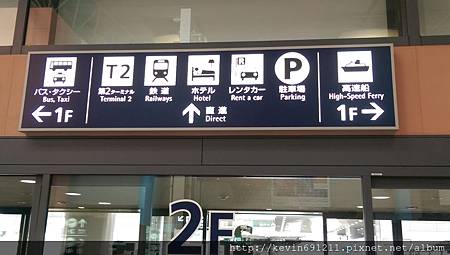 T2
R
P
バス・タクシー
Bus, Taxi
←1F
第2ターミナル
Terminal 2
鉄道
Railways
ホテル
Hotel
レンタカー
Rent a car
駐車場
Parking
↑直進
Direct
高速船
High-Speed Ferry
1F→
2F
http://kevin691211.pixnet.net/album